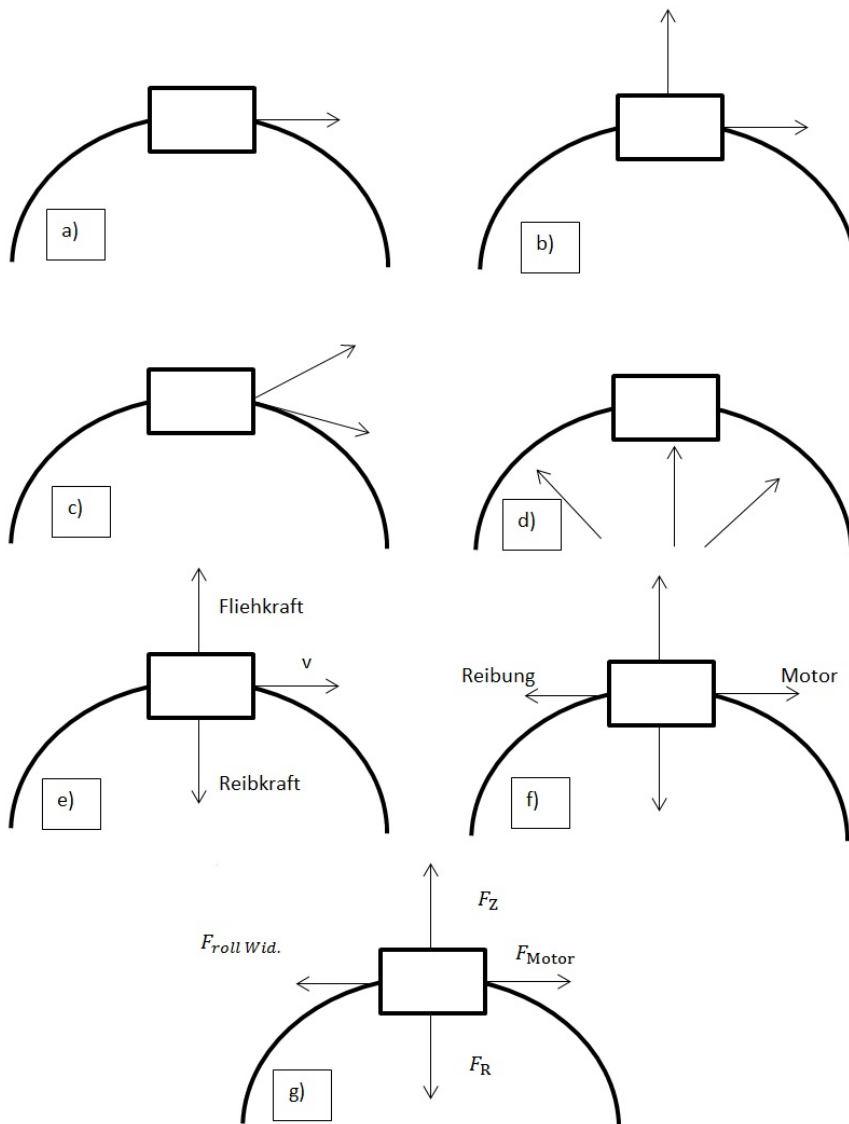 a)
b)
c)
d)
Fliehkraft
v
Reibkraft
e)
Reibung
Motor
f)
F_Z
F_roll Wid.
F_Motor
F_R
g)